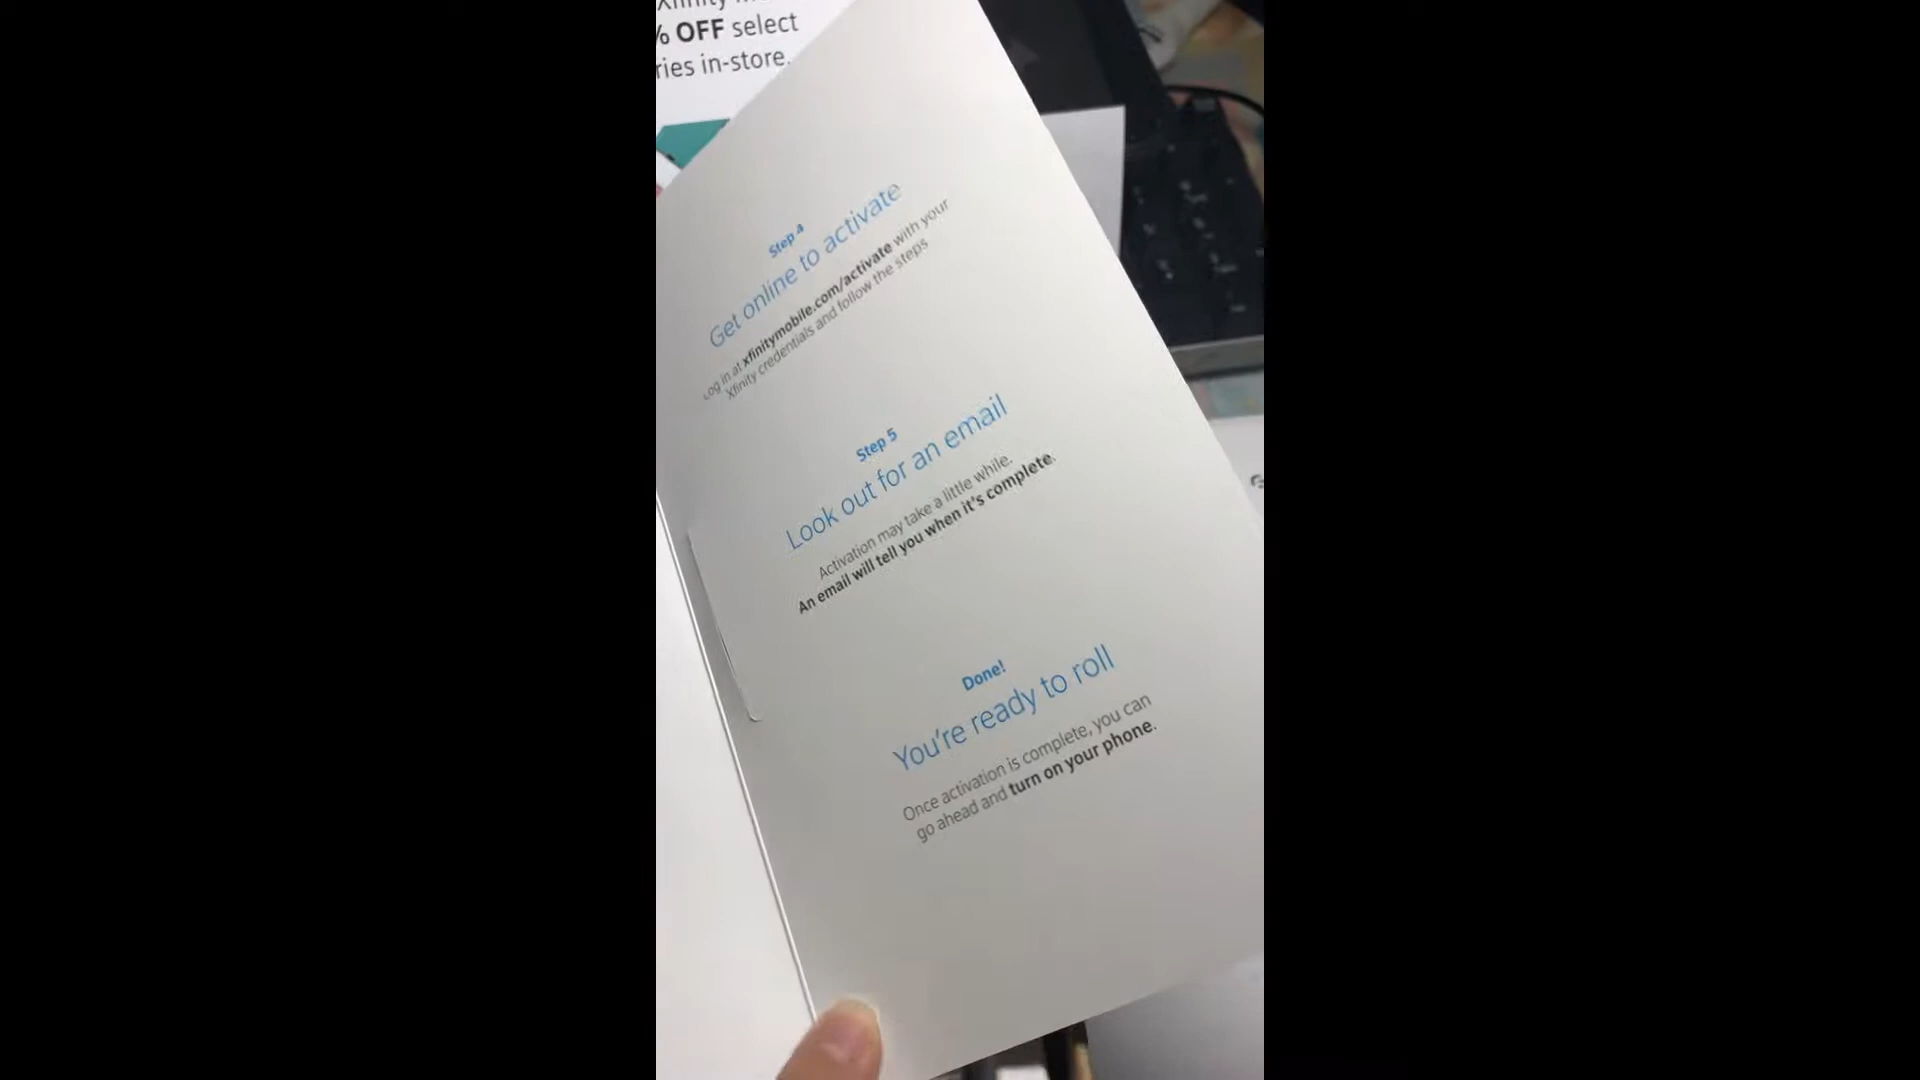 Xfinity
% OFF select
ries in-store.
Step 4
Get online to activate
Log in at xfinitymobile.com/activate with your
Xfinity credentials and follow the steps
Step 5
Look out for an email
Activation may take a little while.
An email will tell you when it's complete.
Done!
You're ready to roll
Once activation is complete, you can
go ahead and turn on your phone.